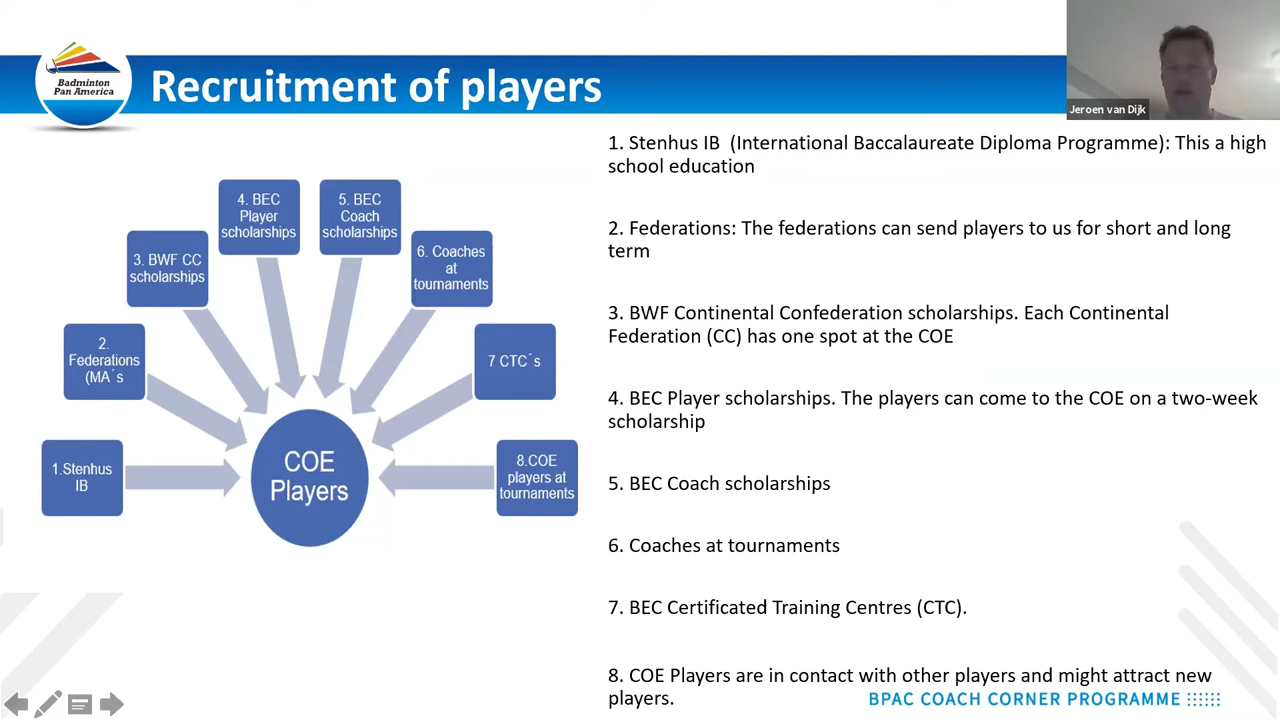 Badminton
Pan America
Recruitment of players
Jeroen van Dijk
4. BEC
Player
scholarships
5. BEC
Coach
scholarships
3. BWF CC
scholarships
6. Coaches
at
tournaments
2.
Federations
(MA´s
7 CTC´s
1.Stenhus
IB
COE
Players
8.COE
players at
tournaments
1. Stenhus IB  (International Baccalaureate Diploma Programme): This a high
school education
2. Federations: The federations can send players to us for short and long
term
3. BWF Continental Confederation scholarships. Each Continental
Federation (CC) has one spot at the COE
4. BEC Player scholarships. The players can come to the COE on a two-week
scholarship
5. BEC Coach scholarships
6. Coaches at tournaments
7. BEC Certificated Training Centres (CTC).
8. COE Players are in contact with other players and might attract new
players.
BPAC COACH CORNER PROGRAMME